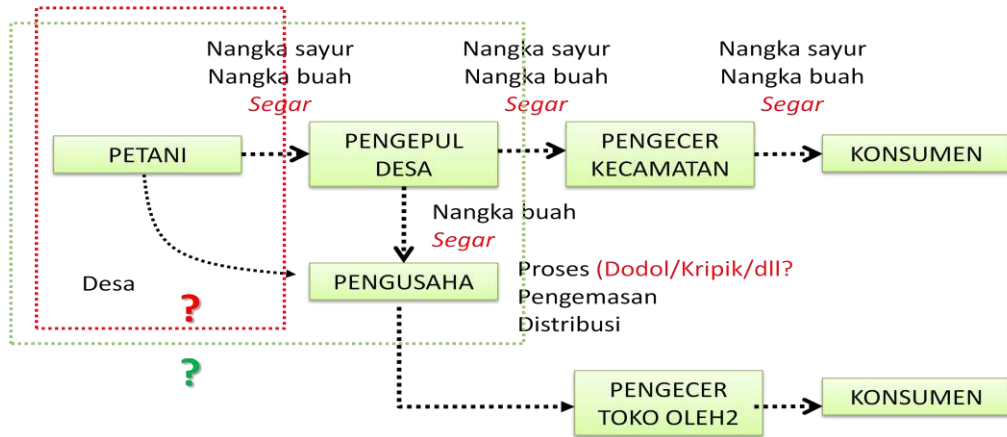 Nangka sayur
Nangka buah
Segar
Nangka sayur
Nangka buah
Segar
Nangka sayur
Nangka buah
Segar
PETANI
PENGEPUL
DESA
PENGECER
KECAMATAN
KONSUMEN
Nangka buah
Segar
Desa
PENGUSAHA
Proses (Dodol/Kripik/dll?
Pengemasan
Distribusi
?
?
PENGECER
TOKO OLEH2
KONSUMEN